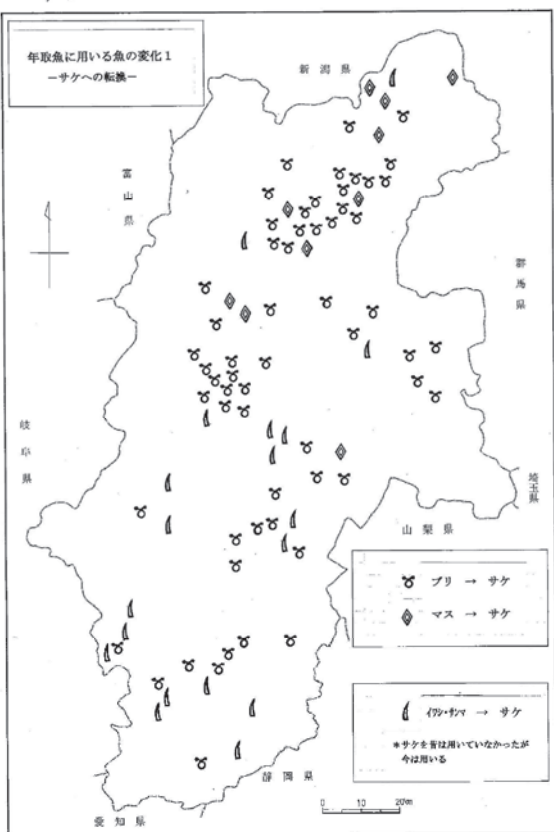 年取魚に用いる魚の変化1
－サケへの転換－
新潟県
富山県
群馬県
岐阜県
埼玉県
山梨県
ブリ → サケ
マス → サケ
イワシ・サンマ → サケ
*サケを昔は用いていなかったが
今は用いる
静岡県
愛知県
0 10 20㎞